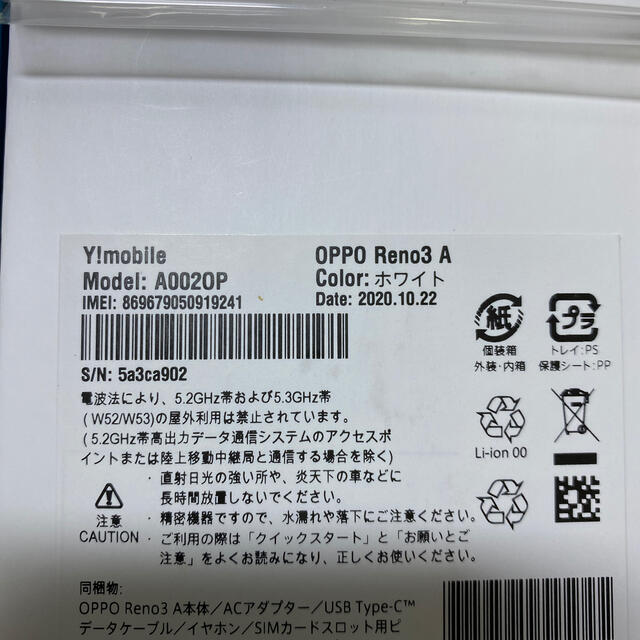 Y!mobile
OPPO Reno3 A
Model: A002OP
Color: ホワイト
IMEI: 869679050919241
Date: 2020.10.22
S/N: 5a3ca902
紙
個装箱
外装・内箱
プラ
トレイ:PS
保護シート:PP
Li-ion 00
電波法により、5.2GHz帯および5.3GHz帯
(W52/W53)の屋外利用は禁止されています。
(5.2GHz帯高出力データ通信システムのアクセスポ
イントまたは陸上移動中継局と通信する場合を除く)
注意
CAUTION
・ 直射日光の強い所や、炎天下の車などに
長時間放置しないでください。
・ 精密機器ですので、水漏れや落下にご注意ください。
・ ご利用の際は「クイックスタート」と「お願いとご
注意」をよくお読みになり、正しくお使いください。
同梱物:
OPPO Reno3 A本体/ACアダプター/USB Type-C™
データケーブル/イヤホン/SIMカードスロット用ピ